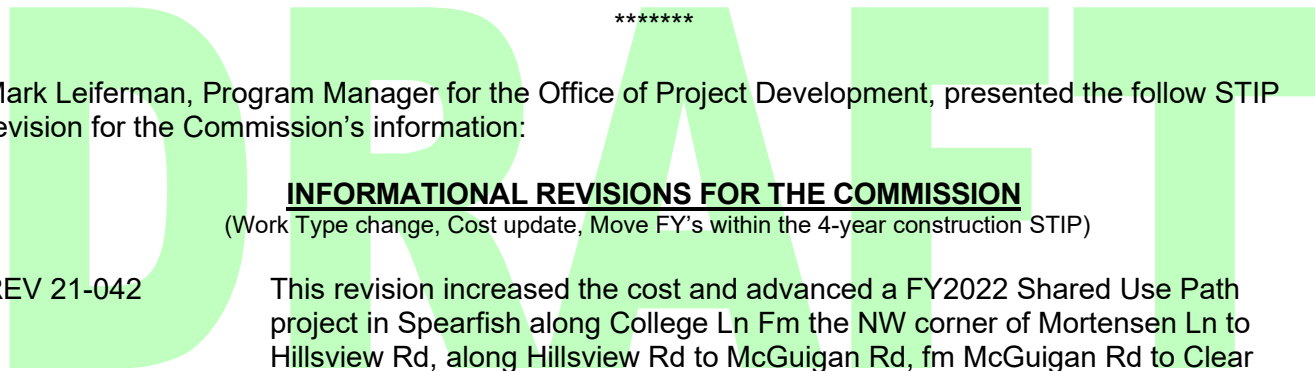 *******
DRAFT
Mark Leiferman, Program Manager for the Office of Project Development, presented the follow STIP
revision for the Commission's information:
INFORMATIONAL REVISIONS FOR THE COMMISSION
(Work Type change, Cost update, Move FY's within the 4-year construction STIP)
REV 21-042 This revision increased the cost and advanced a FY2022 Shared Use Path
project in Spearfish along College Ln Fm the NW corner of Mortensen Ln to
Hillsview Rd, along Hillsview Rd to McGuigan Rd, fm McGuigan Rd to Clear